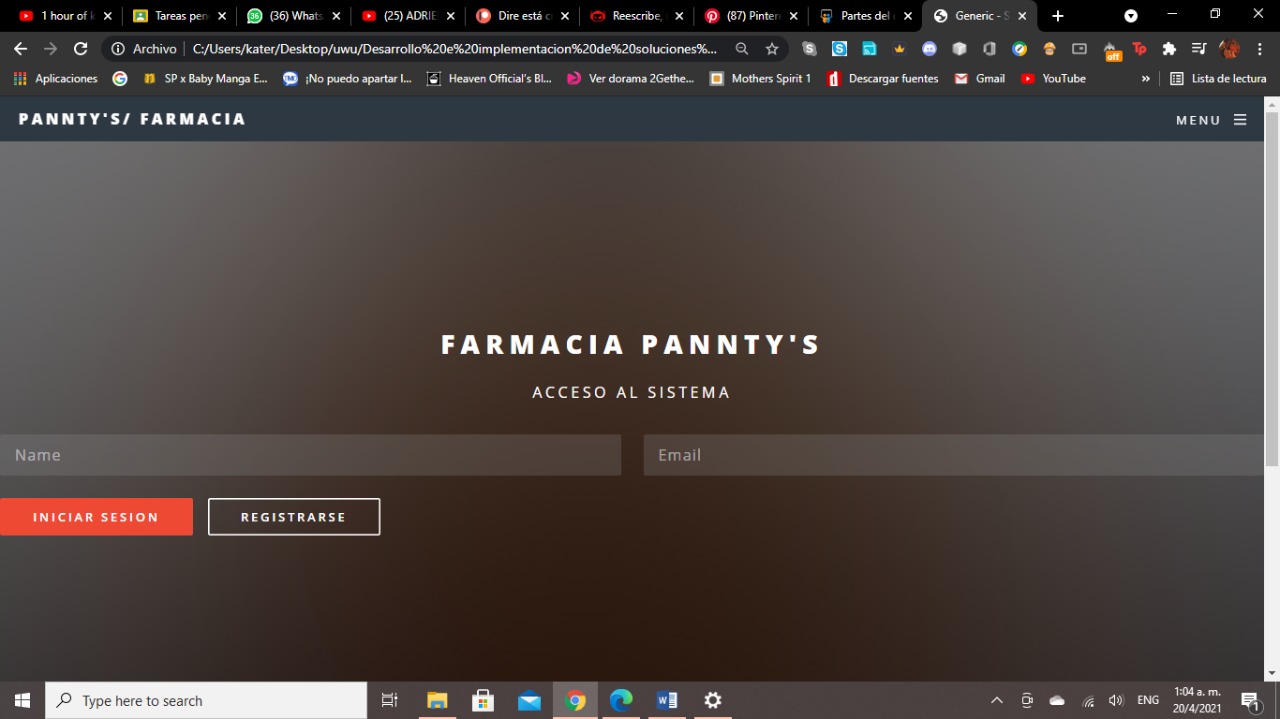 1 hour of k
Tareas pen
(36) Whats
(25) ADRIE
Dire está c
Reescribe,
(87) Pinter
Partes del
Generic - S
Archivo
C:/Users/kater/Desktop/uwu/Desarrollo%20e%20implementacion%20de%20soluciones%...
off
Aplicaciones
SP x Baby Manga E...
¡No puedo apartar l...
Heaven Official's Bl...
Ver dorama 2Gethe...
Mothers Spirit 1
Descargar fuentes
Gmail
YouTube
»
Lista de lectura
PANNTY'S/ FARMACIA
MENU
FARMACIA PANNTY'S
ACCESO AL SISTEMA
Name
Email
INICIAR SESION
REGISTRARSE
Type here to search
ENG
1:04 a. m.
20/4/2021
1